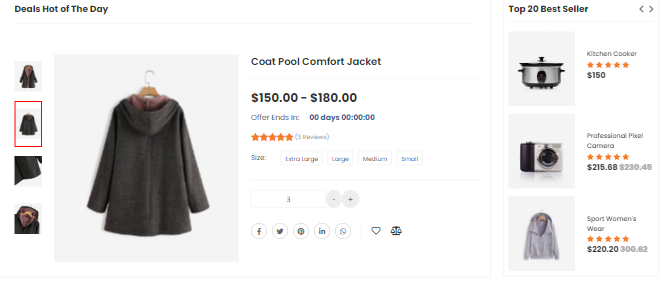 Deals Hot of The Day
Coat Pool Comfort Jacket
$150.00 - $180.00
Offer Ends In: 00 days 00:00:00
(3 Reviews)
Size: Extra Large Large Medium Small
3 - +
Top 20 Best Seller
Kitchen Cooker
$150
Professional Pixel
Camera
$215.68 $230.45
Sport Women's
Wear
$220.20 300.62